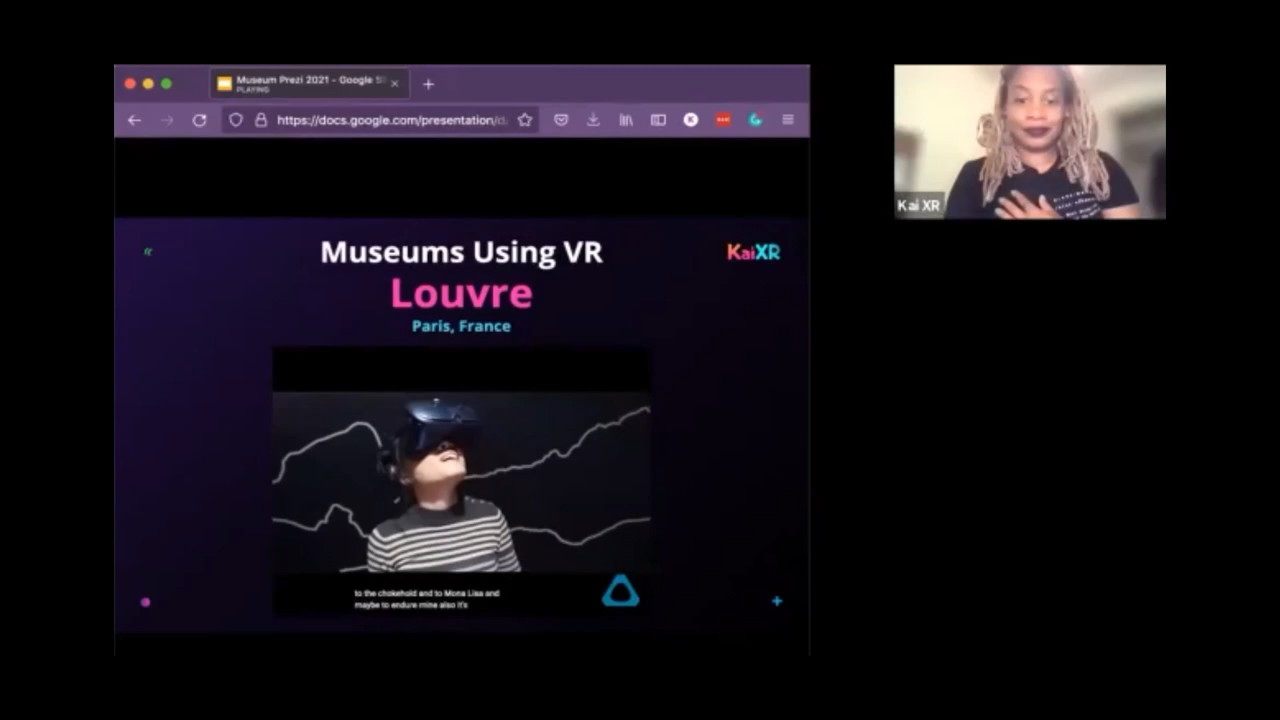 Museum Prezi 2021 - Google Sl
PLAYING
https://docs.google.com/presentation/d
Museums Using VR
KaiXR
Louvre
Paris, France
to the chokehold and to Mona Lisa and
maybe to endure mine also it's
Kai XR